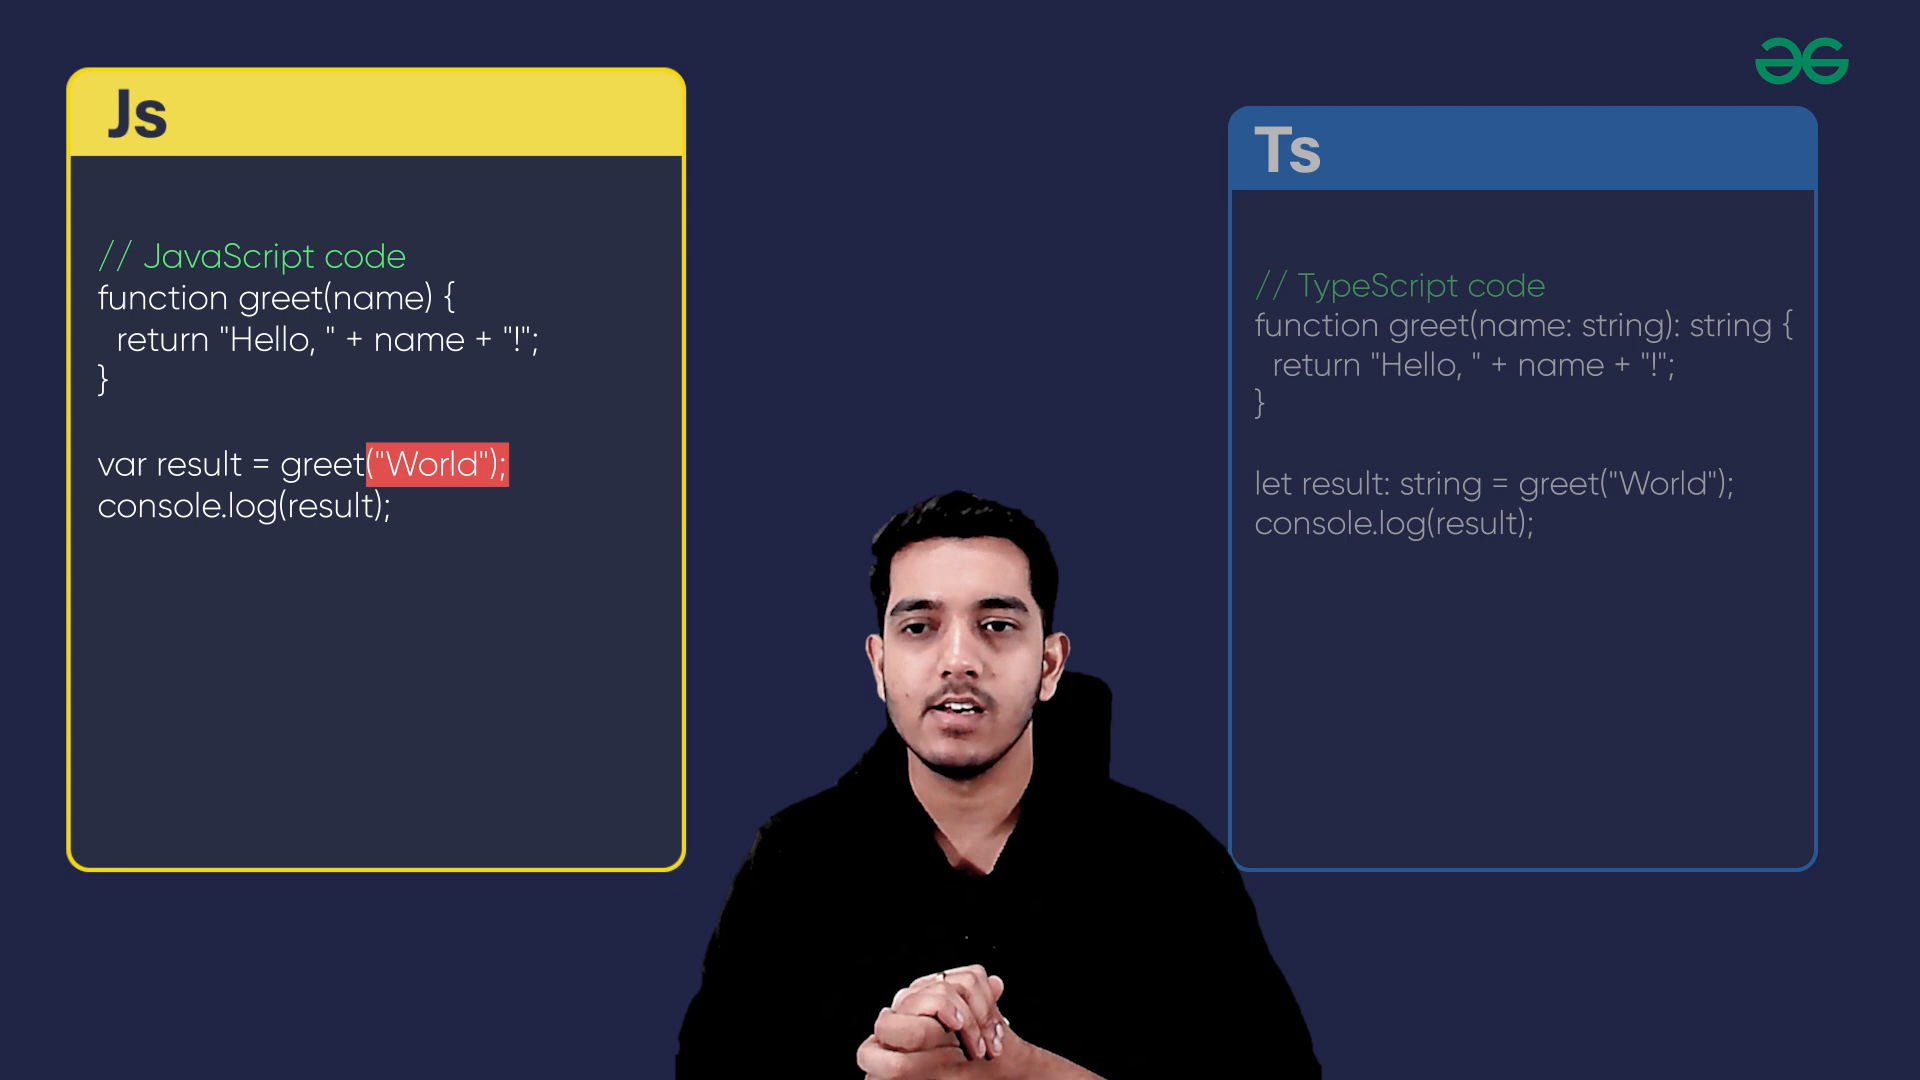 Js
// JavaScript code
function greet(name) {
return "Hello, " + name + "!";
}
var result = greet("World");
console.log(result);
Ts
// TypeScript code
function greet(name: string): string {
return "Hello, " + name + "!";
}
let result: string = greet("World");
console.log(result);